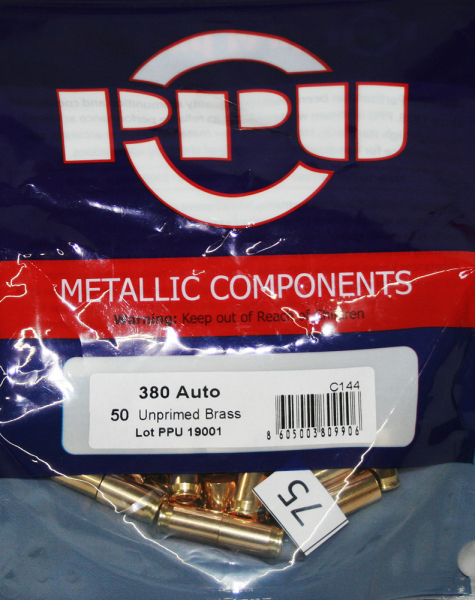 PPU
METALLIC COMPONENTS
Warning: Keep out of Reach of Children
380 Auto
C144
50 Unprimed Brass
Lot PPU 19001
8 605003 809906
75